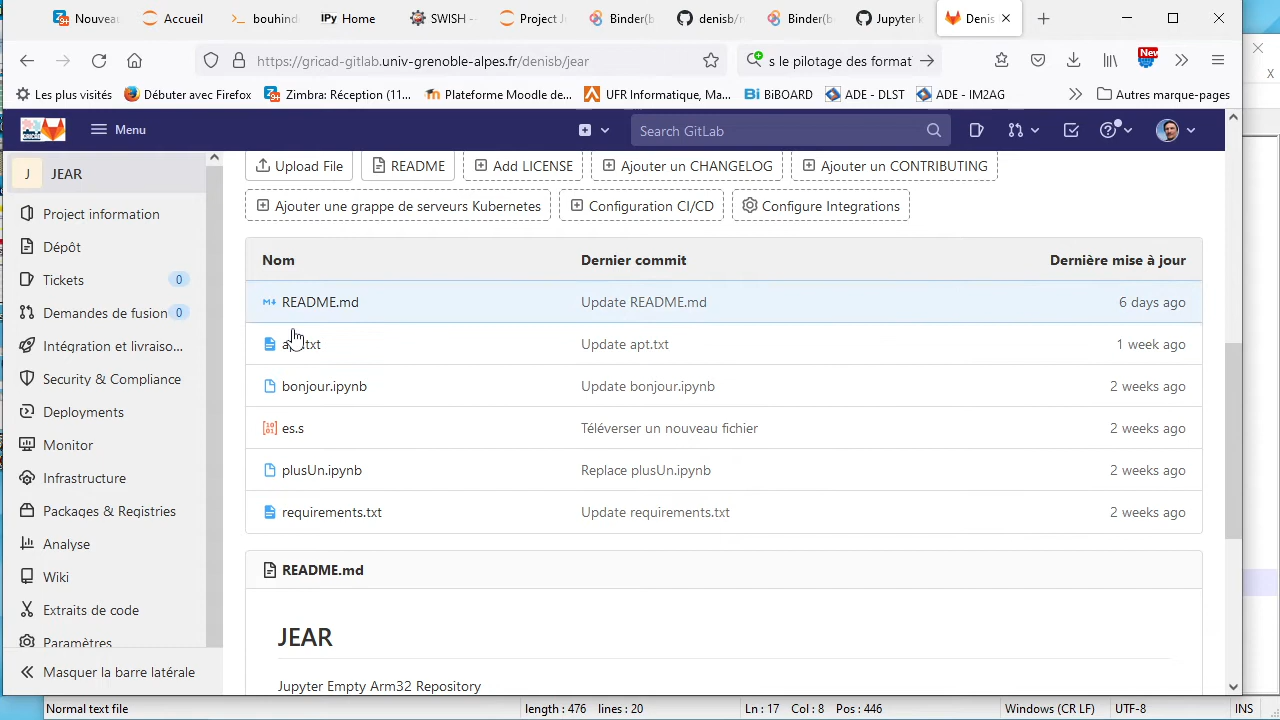 Nouveau
Accueil
bouhind
IPy Home
SWISH -
Project J
Binder(b
denisb/n
Binder(b
Jupyter k
Denis
https://gricad-gitlab.univ-grenoble-alpes.fr/denisb/jear
s le pilotage des format
New
Les plus visités
Débuter avec Firefox
Zimbra: Réception (11...
Plateforme Moodle de...
UFR Informatique, Ma...
Bi BiBOARD
ADE - DLST
ADE - IM2AG
Autres marque-pages
Menu
Search GitLab
J JEAR
Project information
Dépôt
Tickets 0
Demandes de fusion 0
Intégration et livraiso...
Security & Compliance
Deployments
Monitor
Infrastructure
Packages & Registries
Analyse
Wiki
Extraits de code
Paramètres
Masquer la barre latérale
Upload File
README
Add LICENSE
Ajouter un CHANGELOG
Ajouter un CONTRIBUTING
Ajouter une grappe de serveurs Kubernetes
Configuration CI/CD
Configure Integrations
Nom Dernier commit Dernière mise à jour
README.md Update README.md 6 days ago
apt.txt Update apt.txt 1 week ago
bonjour.ipynb Update bonjour.ipynb 2 weeks ago
es.s Téléverser un nouveau fichier 2 weeks ago
plusUn.ipynb Replace plusUn.ipynb 2 weeks ago
requirements.txt Update requirements.txt 2 weeks ago
README.md
JEAR
Jupyter Empty Arm32 Repository
Normal text file length : 476 lines : 20 Ln : 17 Col : 8 Pos : 446 Windows (CR LF) UTF-8 INS